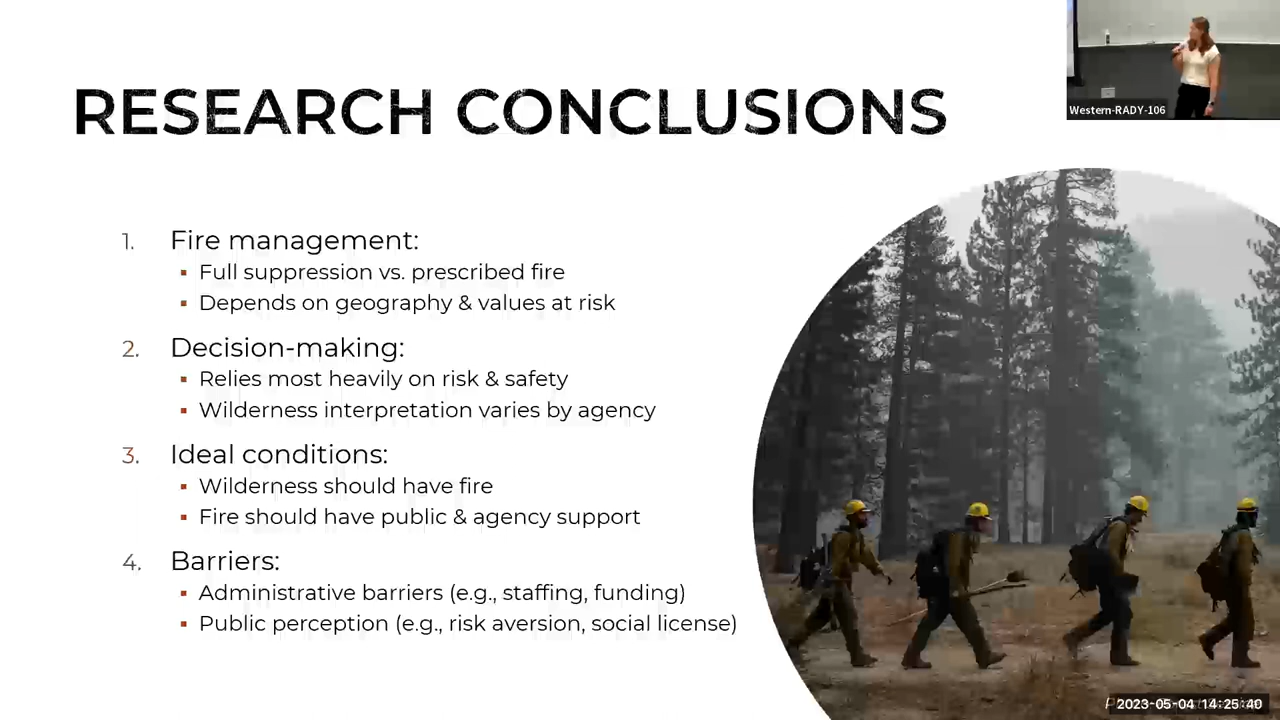 RESEARCH CONCLUSIONS
Western-RADY-106
1. Fire management:
▪ Full suppression vs. prescribed fire
▪ Depends on geography & values at risk
2. Decision-making:
▪ Relies most heavily on risk & safety
▪ Wilderness interpretation varies by agency
3. Ideal conditions:
▪ Wilderness should have fire
▪ Fire should have public & agency support
4. Barriers:
▪ Administrative barriers (e.g., staffing, funding)
▪ Public perception (e.g., risk aversion, social license)
2023-05-04 14:25:40